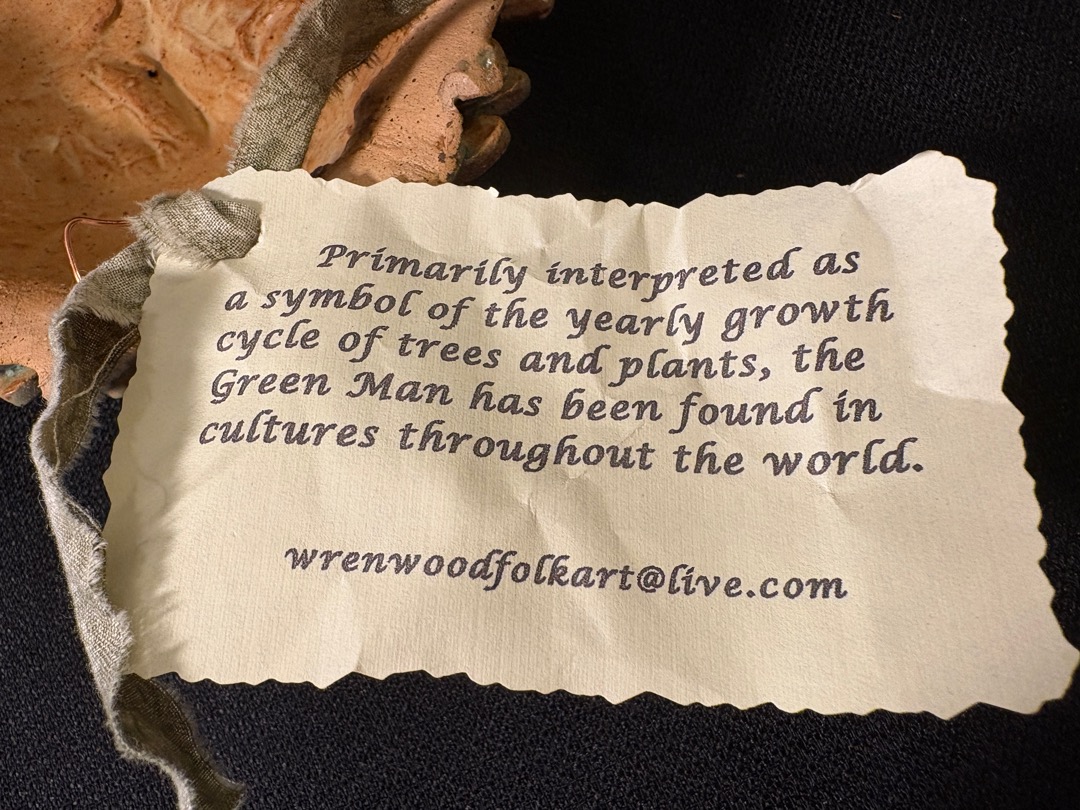 Primarily interpreted as
a symbol of the yearly growth
cycle of trees and plants, the
Green Man has been found in
cultures throughout the world.
wrenwoodfolkart@live.com